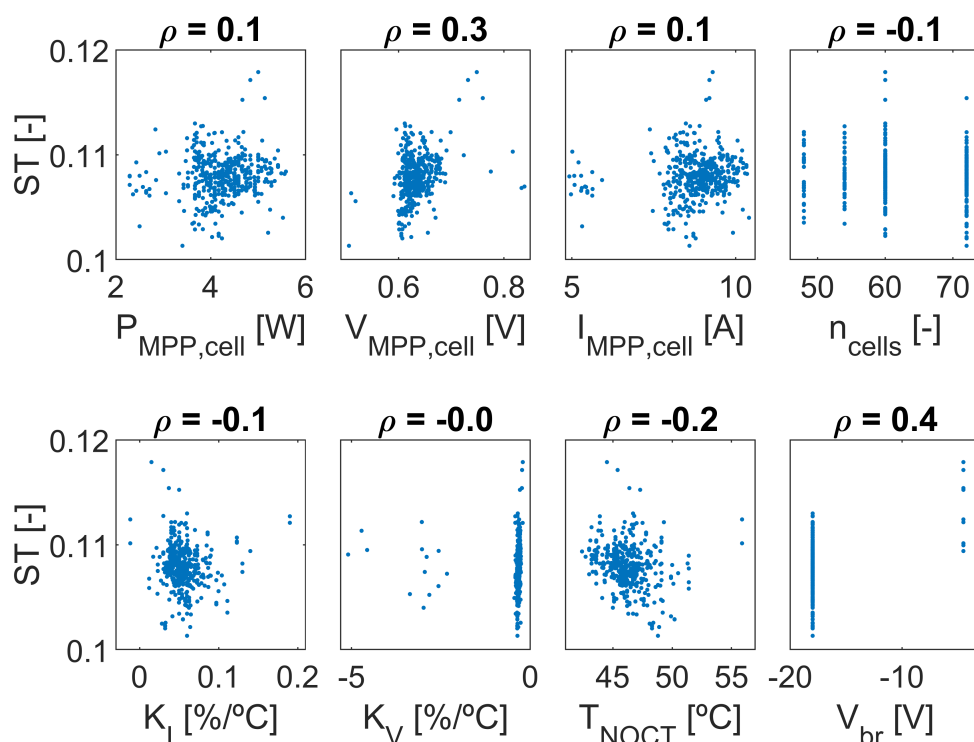 ρ = 0.1 ρ = 0.3 ρ = 0.1 ρ = -0.1
0.12
0.11
0.1
ST [-]
2 4 6 0.6 0.8 5 10 50 60 70
P_MPP,cell [W] V_MPP,cell [V] I_MPP,cell [A] n_cells [-]
ρ = -0.1 ρ = -0.0 ρ = -0.2 ρ = 0.4
0.12
0.11
0.1
ST [-]
0 0.1 0.2 -5 0 45 50 55 -20 -10
K_I [%/ºC] K_V [%/ºC] T_NOCT [ºC] V_br [V]